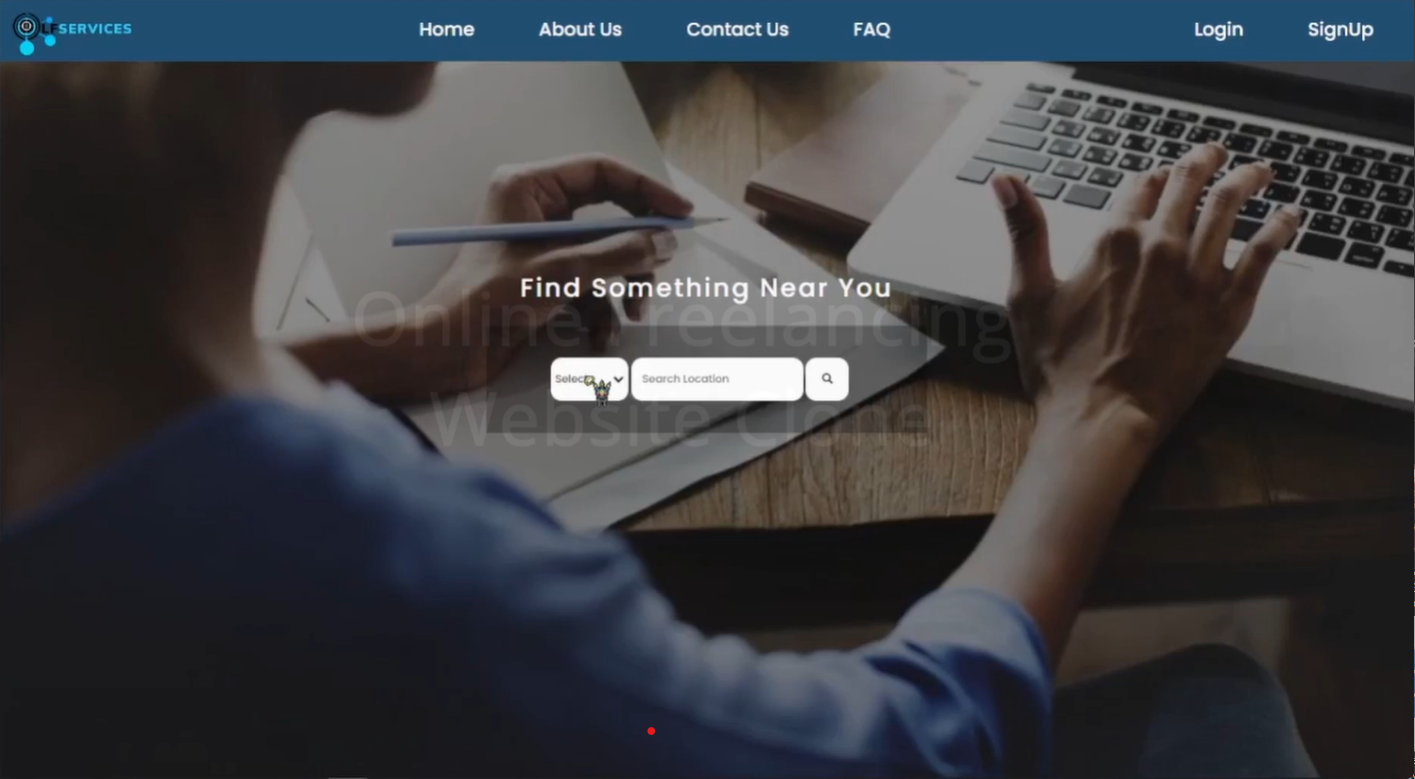 LFSERVICES
Home
About Us
Contact Us
FAQ
Login
SignUp
Find Something Near You
Online Freelancing
Website Clone
Search Location